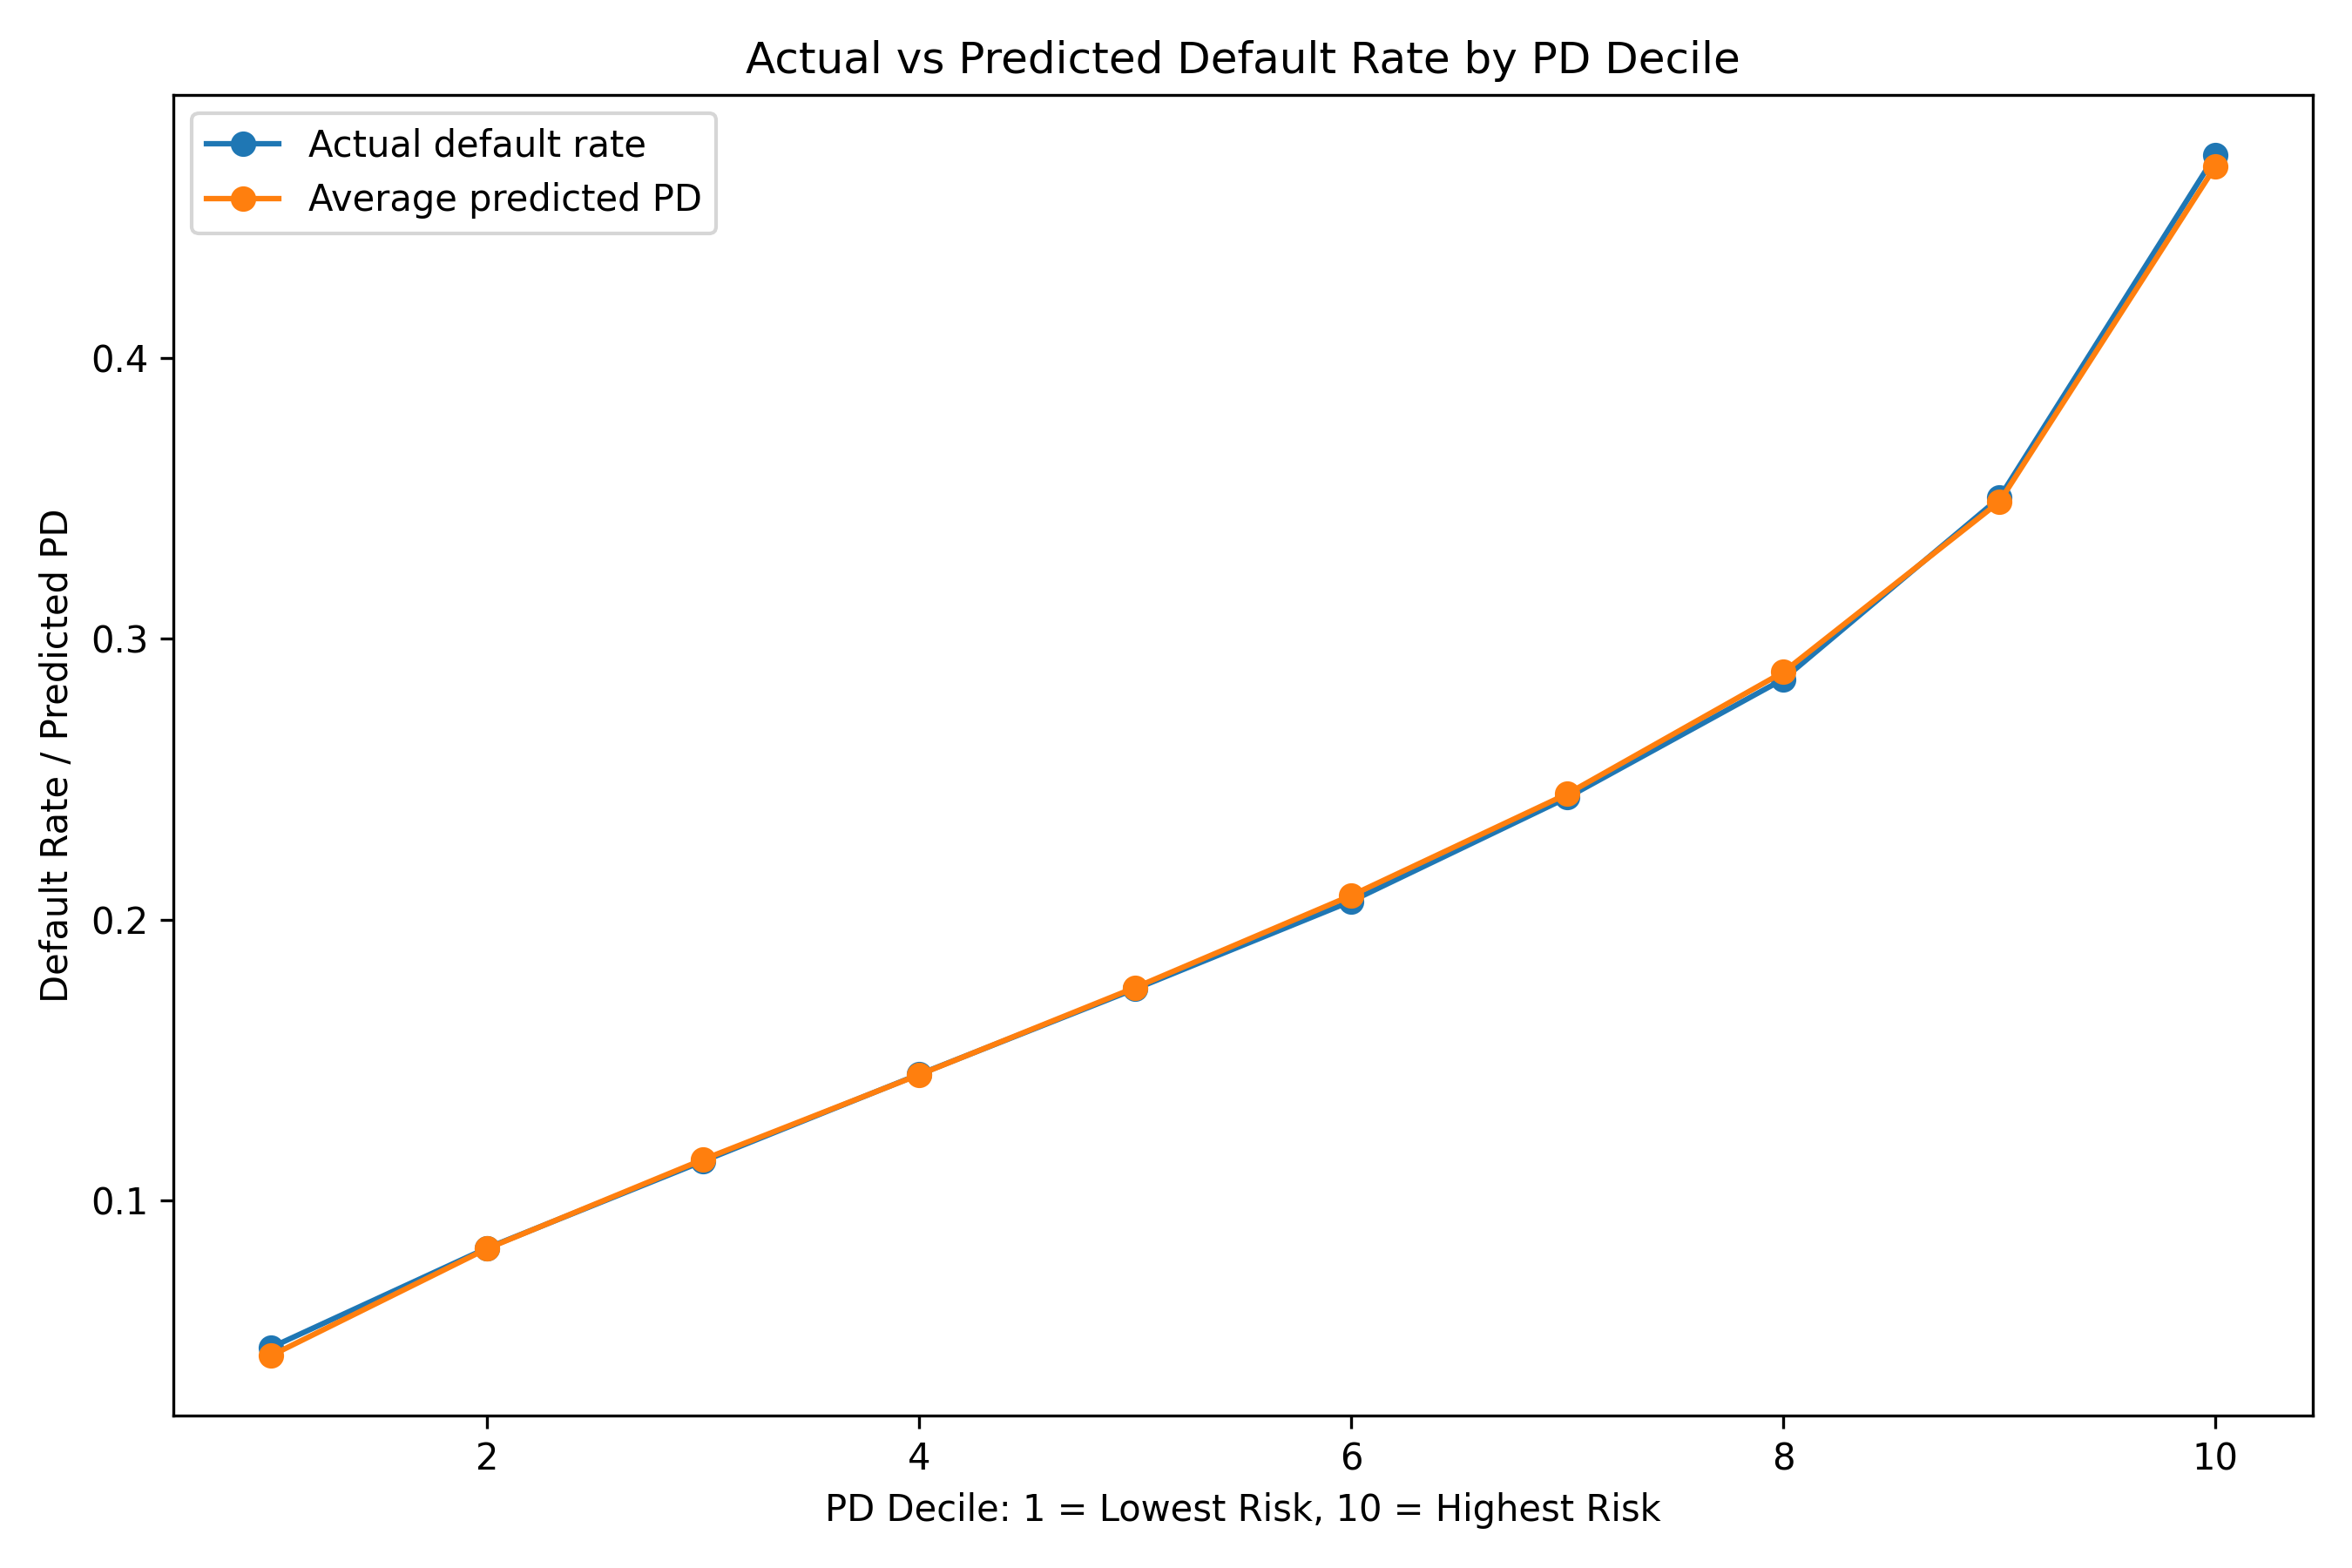 Actual vs Predicted Default Rate by PD Decile
Actual default rate
Average predicted PD
Default Rate / Predicted PD
0.4
0.3
0.2
0.1
2 4 6 8 10
PD Decile: 1 = Lowest Risk, 10 = Highest Risk